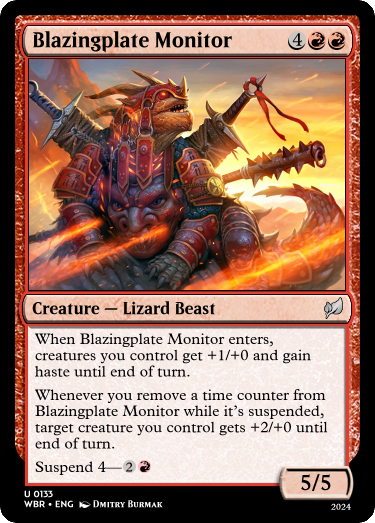 Blazingplate Monitor 4
Creature — Lizard Beast
When Blazingplate Monitor enters,
creatures you control get +1/+0 and gain
haste until end of turn.
Whenever you remove a time counter from
Blazingplate Monitor while it's suspended,
target creature you control gets +2/+0 until
end of turn.
Suspend 4—2
5/5
U 0133
WBR • ENG Dmitry Burmak
2024